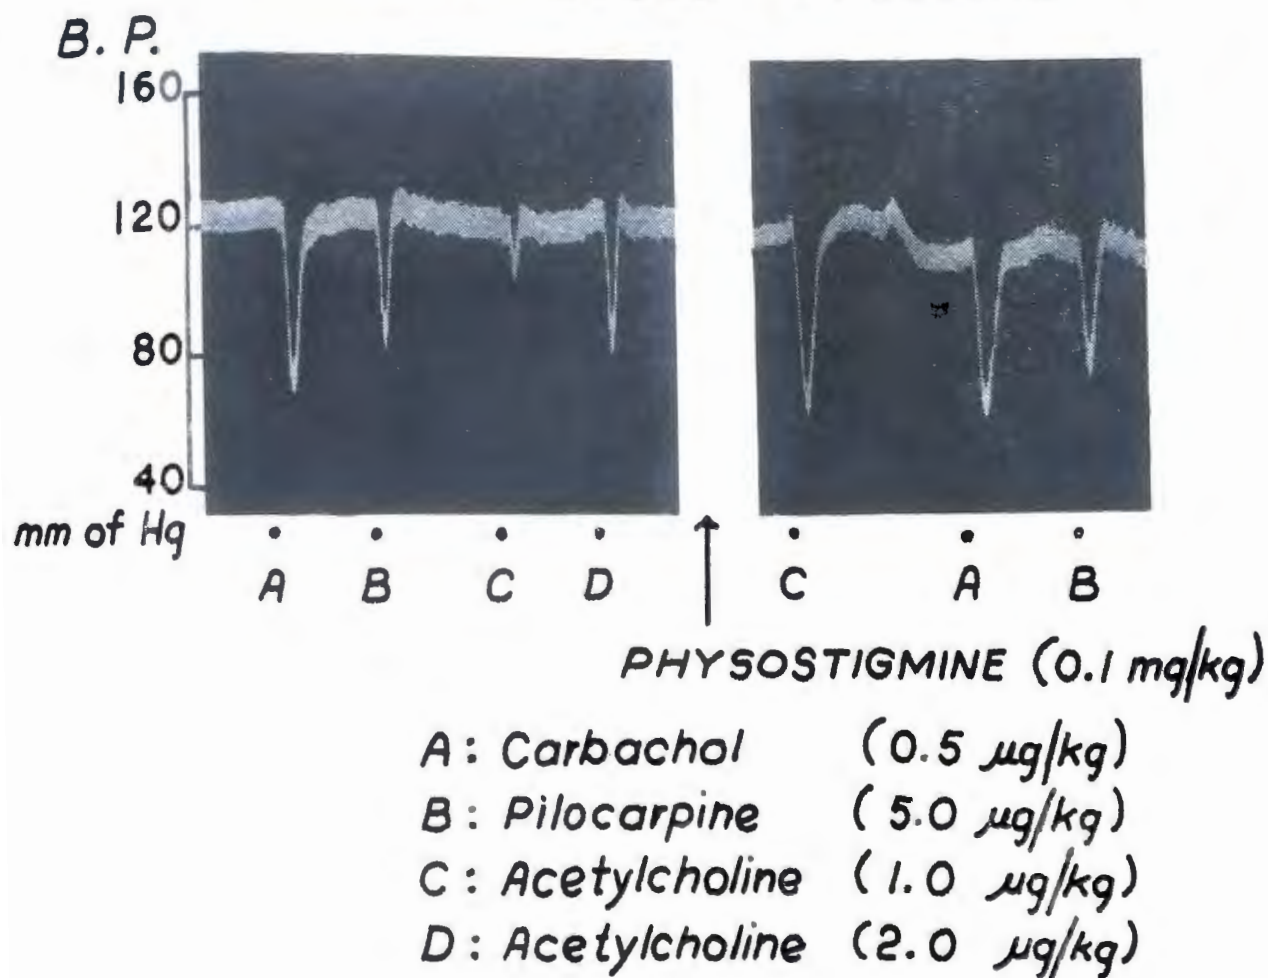 B. P.
160
120
80
40
mm of Hg
A B C D C A B
PHYSOSTIGMINE (0.1 mg/kg)
A : Carbachol (0.5 µg/kg)
B : Pilocarpine (5.0 µg/kg)
C : Acetylcholine (1.0 µg/kg)
D : Acetylcholine (2.0 µg/kg)